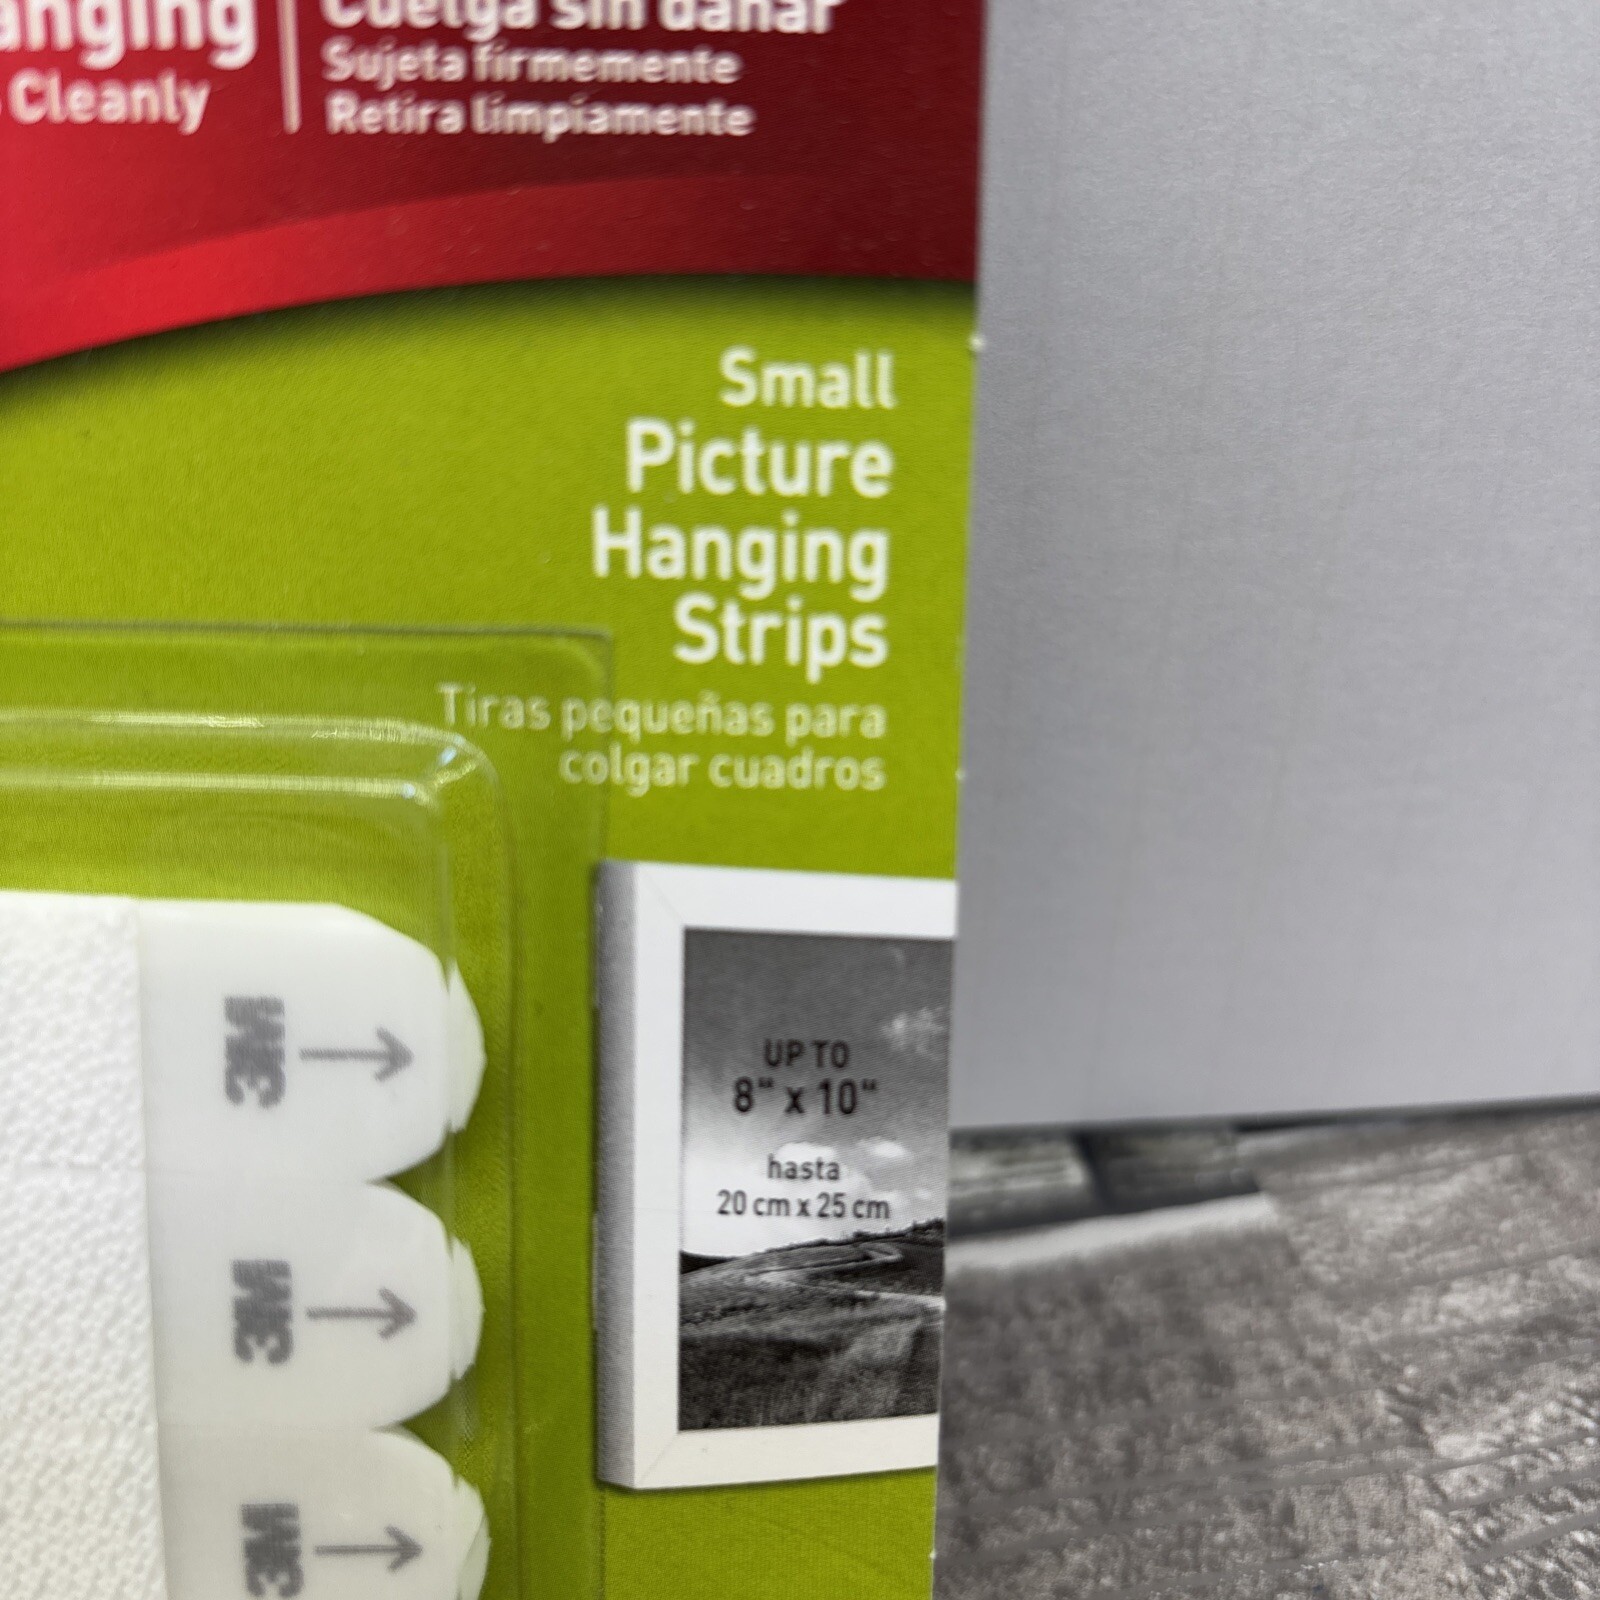 anging
Cleanly
Cuelga sin dañar
Sujeta firmemente
Retira limpiamente
Small
Picture
Hanging
Strips
Tiras pequeñas para
colgar cuadros
UP TO
8" x 10"
hasta
20 cm x 25 cm
3M
3M
3M